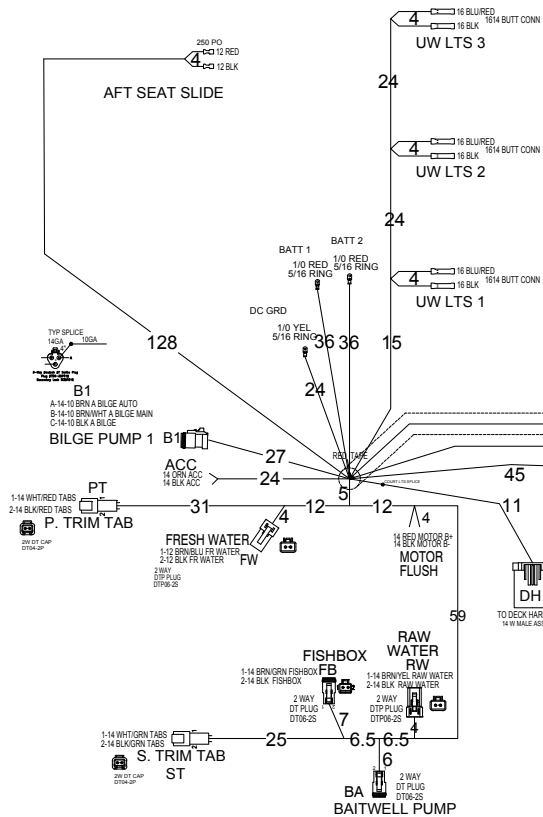 4
16 BLU/RED
16 BLK
1614 BUTT CONN
UW LTS 3
250 PO
12 RED
12 BLK
4
AFT SEAT SLIDE
24
4
16 BLU/RED
16 BLK
1614 BUTT CONN
UW LTS 2
24
BATT 1
1/0 RED
5/16 RING
BATT 2
1/0 RED
5/16 RING
4
16 BLU/RED
16 BLK
1614 BUTT CONN
UW LTS 1
DC GRD
1/0 YEL
5/16 RING
128
36
36
15
24
TYP SPLICE
14GA
4"
10GA
B1
A-14-10 BRN A BILGE AUTO
B-14-10 BRN/WHT A BILGE MAIN
C-14-10 BLK A BILGE
BILGE PUMP 1
B1
27
RED TAPE
ACC
14 ORN ACC
14 BLK ACC
24
COURT LTS SPLICE
45
5
11
PT
1-14 WHT/RED TABS
2-14 BLK/RED TABS
P. TRIM TAB
2W DT CAP
DT04-2P
31
12
12
4
FRESH WATER
1-12 BRN/BLU FR WATER
2-12 BLK FR WATER
FW
2 WAY
DTP PLUG
DTP06-2S
4
14 RED MOTOR B+
14 BLK MOTOR B-
MOTOR
FLUSH
DH
TO DECK HAR
14 W MALE ASS
59
FISHBOX
FB
1-14 BRN/GRN FISHBOX
2-14 BLK FISHBOX
2 WAY
DT PLUG
DT06-2S
7
RAW
WATER
RW
1-14 BRN/YEL RAW WATER
2-14 BLK RAW WATER
2 WAY
DTP PLUG
DTP06-2S
4
1-14 WHT/GRN TABS
2-14 BLK/GRN TABS
S. TRIM TAB
ST
2W DT CAP
DT04-2P
25
6.5
6.5
6
BA
2 WAY
DT PLUG
DT06-2S
BAITWELL PUMP